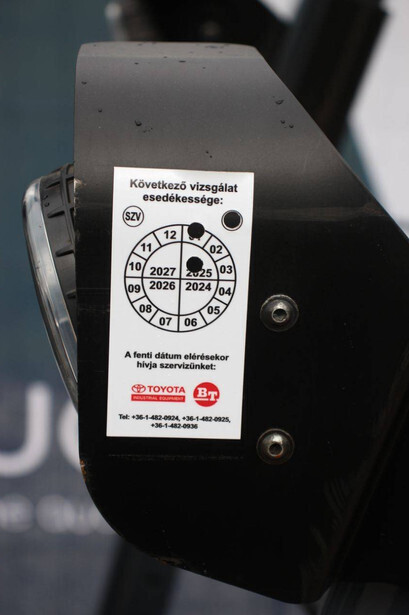 Következő vizsgálat
esedékessége:
SZV
12
11
02
10
03
2027
2025
09
2026
2024
04
08
05
07
06
A fenti dátum elérésekor
hívja szervizünket:
TOYOTA
INDUSTRIAL EQUIPMENT
BT
Tel: +36-1-482-0924, +36-1-482-0925,
+36-1-482-0936